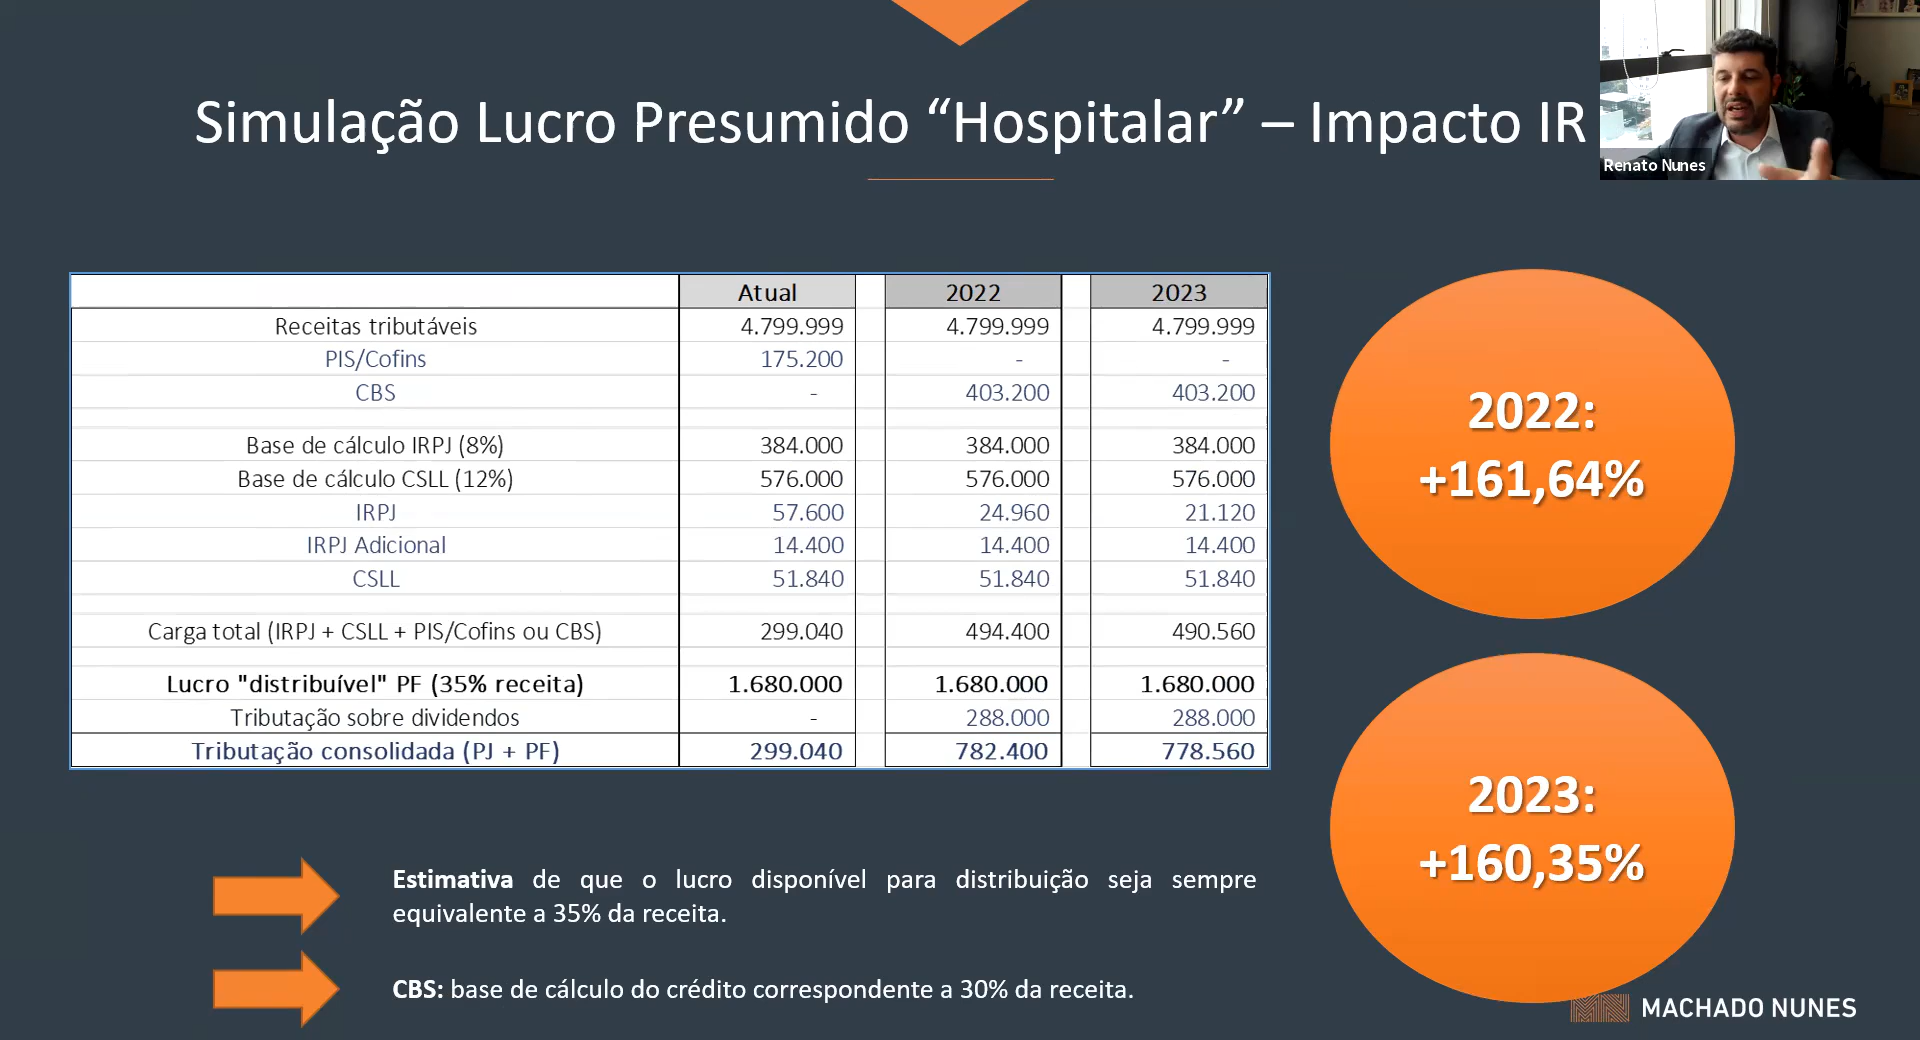 Simulação Lucro Presumido “Hospitalar” – Impacto IR
Renato Nunes
Atual 2022 2023
Receitas tributáveis 4.799.999 4.799.999 4.799.999
PIS/Cofins 175.200 - -
CBS - 403.200 403.200
Base de cálculo IRPJ (8%) 384.000 384.000 384.000
Base de cálculo CSLL (12%) 576.000 576.000 576.000
IRPJ 57.600 24.960 21.120
IRPJ Adicional 14.400 14.400 14.400
CSLL 51.840 51.840 51.840
Carga total (IRPJ + CSLL + PIS/Cofins ou CBS) 299.040 494.400 490.560
Lucro "distribuível" PF (35% receita) 1.680.000 1.680.000 1.680.000
Tributação sobre dividendos - 288.000 288.000
Tributação consolidada (PJ + PF) 299.040 782.400 778.560
2022:
+161,64%
2023:
+160,35%
Estimativa de que o lucro disponível para distribuição seja sempre
equivalente a 35% da receita.
CBS: base de cálculo do crédito correspondente a 30% da receita.
MACHADO NUNES